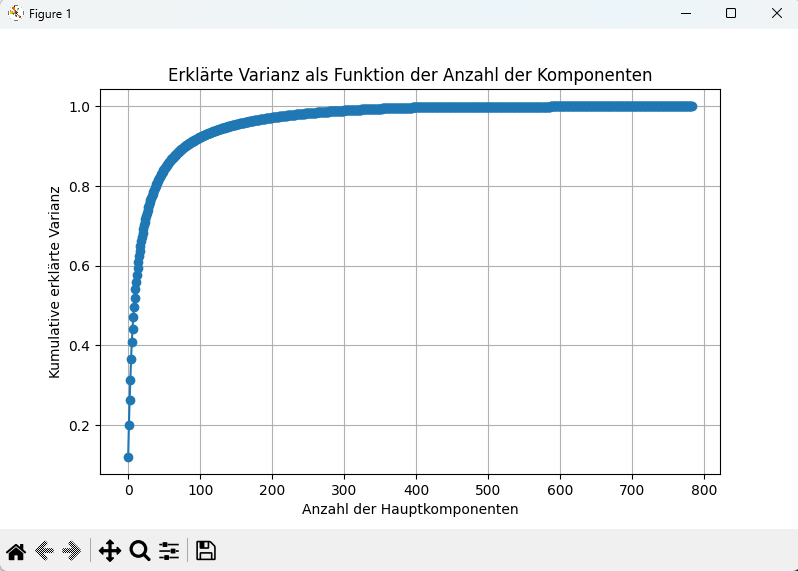 Figure 1
Erklärte Varianz als Funktion der Anzahl der Komponenten
Kumulative erklärte Varianz
1.0
0.8
0.6
0.4
0.2
0 100 200 300 400 500 600 700 800
Anzahl der Hauptkomponenten